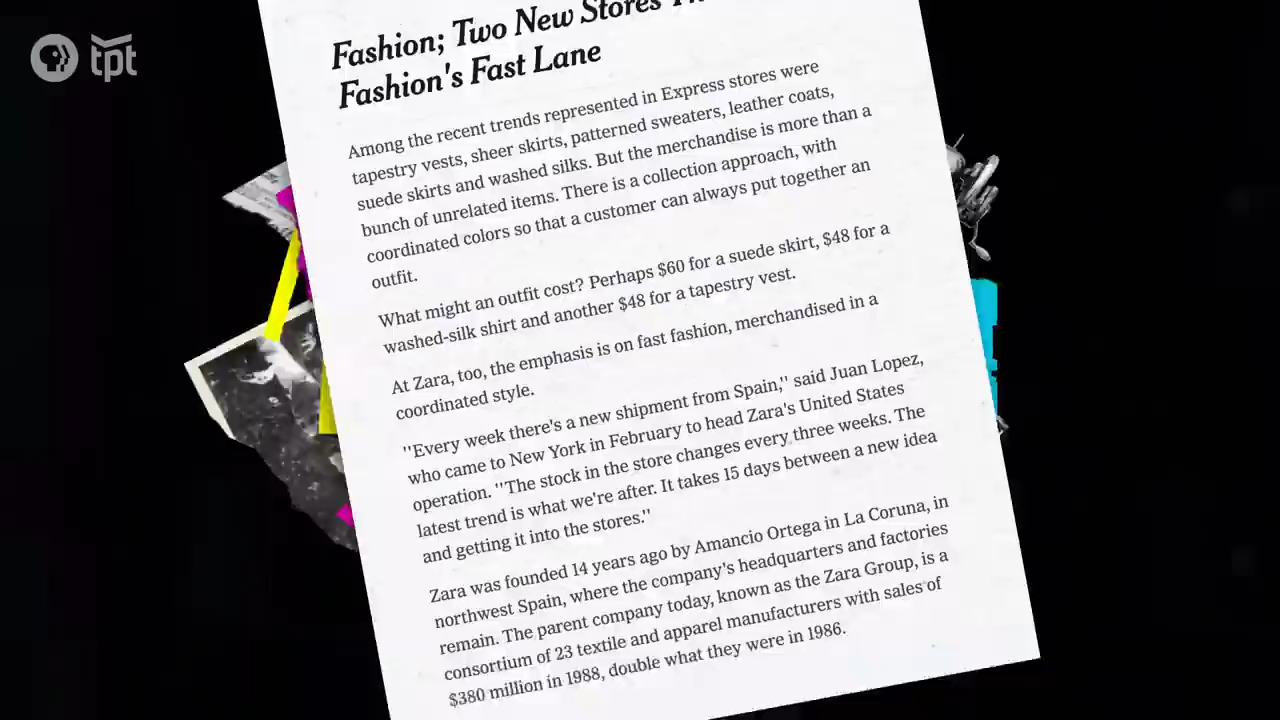 tpt
Fashion; Two New Stores
Fashion's Fast Lane
Among the recent trends represented in Express stores were
tapestry vests, sheer skirts, patterned sweaters, leather coats,
suede skirts and washed silks. But the merchandise is more than a
bunch of unrelated items. There is a collection approach, with
coordinated colors so that a customer can always put together an
outfit.
What might an outfit cost? Perhaps $60 for a suede skirt, $48 for a
washed-silk shirt and another $48 for a tapestry vest.
At Zara, too, the emphasis is on fast fashion, merchandised in a
coordinated style.
''Every week there's a new shipment from Spain,'' said Juan Lopez,
who came to New York in February to head Zara's United States
operation. ''The stock in the store changes every three weeks. The
latest trend is what we're after. It takes 15 days between a new idea
and getting it into the stores.''
Zara was founded 14 years ago by Amancio Ortega in La Coruna, in
northwest Spain, where the company's headquarters and factories
remain. The parent company today, known as the Zara Group, is a
consortium of 23 textile and apparel manufacturers with sales of
$380 million in 1988, double what they were in 1986.